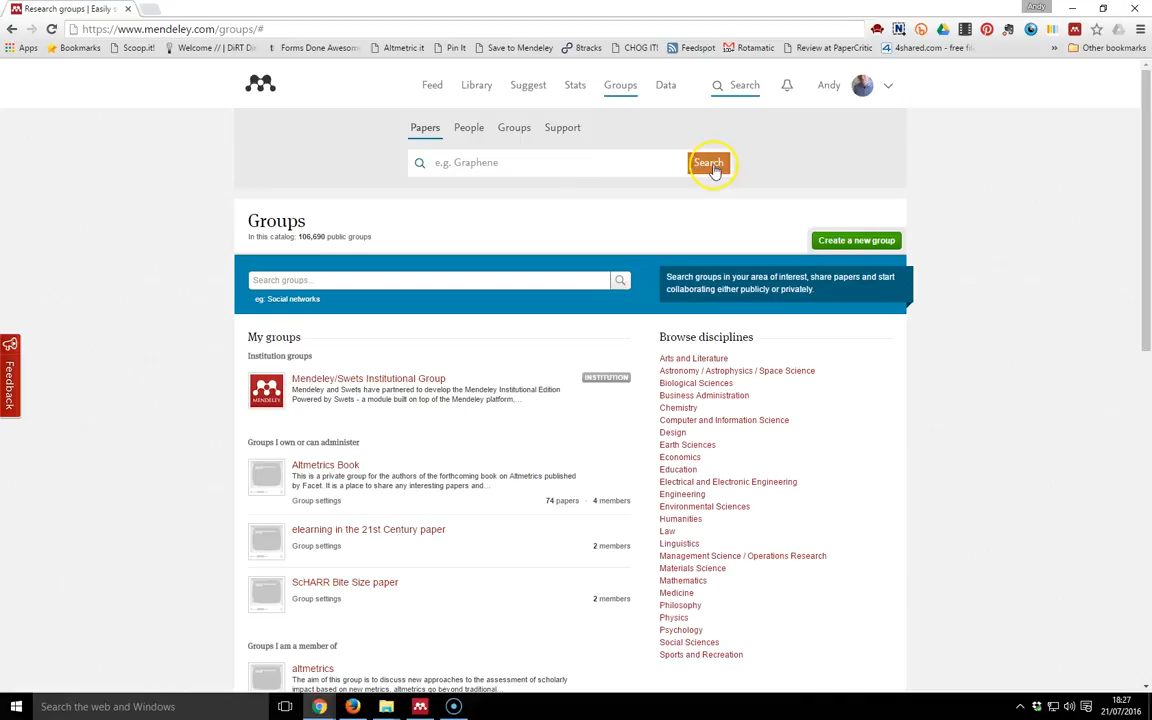 Research groups | Easily c
Andy
https://www.mendeley.com/groups/#
Apps
Bookmarks
Scoop.it!
Welcome // DiRT Di
Forms Done Awesom
Altmetric it
Pin It
Save to Mendeley
8tracks
CHOG IT!
Feedspot
Rotamatic
Review at PaperCritic
4shared.com - free fil
»
Other bookmarks
Feed
Library
Suggest
Stats
Groups
Data
Search
Andy
Papers
People
Groups
Support
e.g. Graphene
Search
Groups
In this catalog: 106,690 public groups
Create a new group
Search groups...
eg: Social networks
Search groups in your area of interest, share papers and start
collaborating either publicly or privately.
Feedback
My groups
Institution groups
MENDELEY
Mendeley/Swets Institutional Group
INSTITUTION
Mendeley and Swets have partnered to develop the Mendeley Institutional Edition
Powered by Swets - a module built on top of the Mendeley platform,...
Groups I own or can administer
Altmetrics Book
This is a private group for the authors of the forthcoming book on Altmetrics published
by Facet. It is a place to share any interesting papers and...
Group settings
74 papers · 4 members
elearning in the 21st Century paper
Group settings
2 members
ScHARR Bite Size paper
Group settings
2 members
Groups I am a member of
altmetrics
The aim of this group is to discuss new approaches to the assessment of scholarly
impact based on new metrics. altmetrics go beyond traditional...
Browse disciplines
Arts and Literature
Astronomy / Astrophysics / Space Science
Biological Sciences
Business Administration
Chemistry
Computer and Information Science
Design
Earth Sciences
Economics
Education
Electrical and Electronic Engineering
Engineering
Environmental Sciences
Humanities
Law
Linguistics
Management Science / Operations Research
Materials Science
Mathematics
Medicine
Philosophy
Physics
Psychology
Social Sciences
Sports and Recreation
Search the web and Windows
18:27
21/07/2016